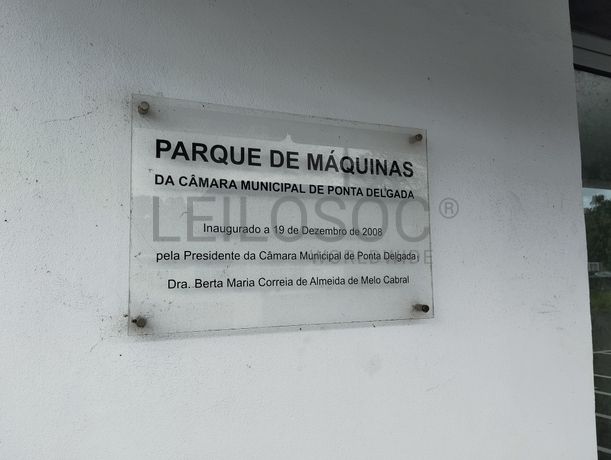 PARQUE DE MÁQUINAS
DA CÂMARA MUNICIPAL DE PONTA DELGADA
LEILOSOC®
Inaugurado a 19 de Dezembro de 2008
pela Presidente da Câmara Municipal de Ponta Delgada
WORLDWIDE
Dra. Berta Maria Correia de Almeida de Melo Cabral